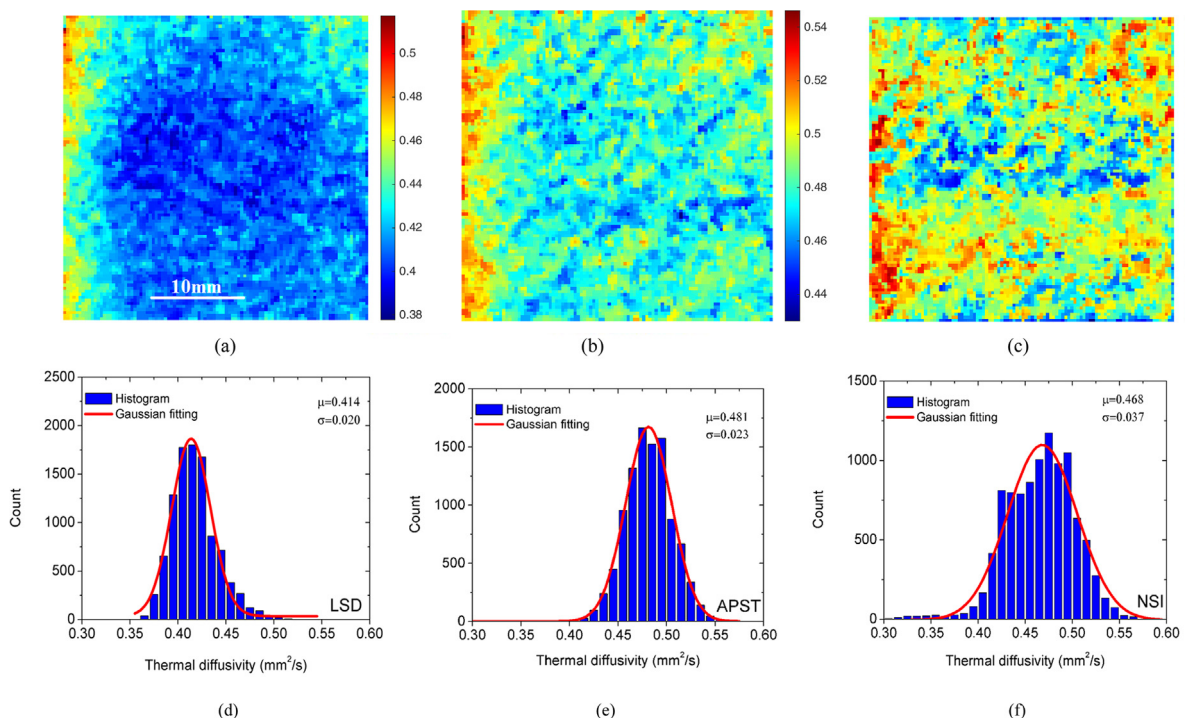 0.5
0.48
0.46
0.44
0.42
0.4
0.38
10mm
0.54
0.52
0.5
0.48
0.46
0.44
(a)
(b)
(c)
2500
2000
1500
1000
500
0
Count
Histogram
Gaussian fitting
μ=0.414
σ=0.020
LSD
0.30 0.35 0.40 0.45 0.50 0.55 0.60
Thermal diffusivity (mm²/s)
2000
1500
1000
500
0
Count
Histogram
Gaussian fitting
μ=0.481
σ=0.023
APST
0.30 0.35 0.40 0.45 0.50 0.55 0.60
Thermal diffusivity (mm²/s)
1500
1000
500
0
Count
Histogram
Gaussian fitting
μ=0.468
σ=0.037
NSI
0.30 0.35 0.40 0.45 0.50 0.55 0.60
Thermal diffusivity (mm²/s)
(d)
(e)
(f)